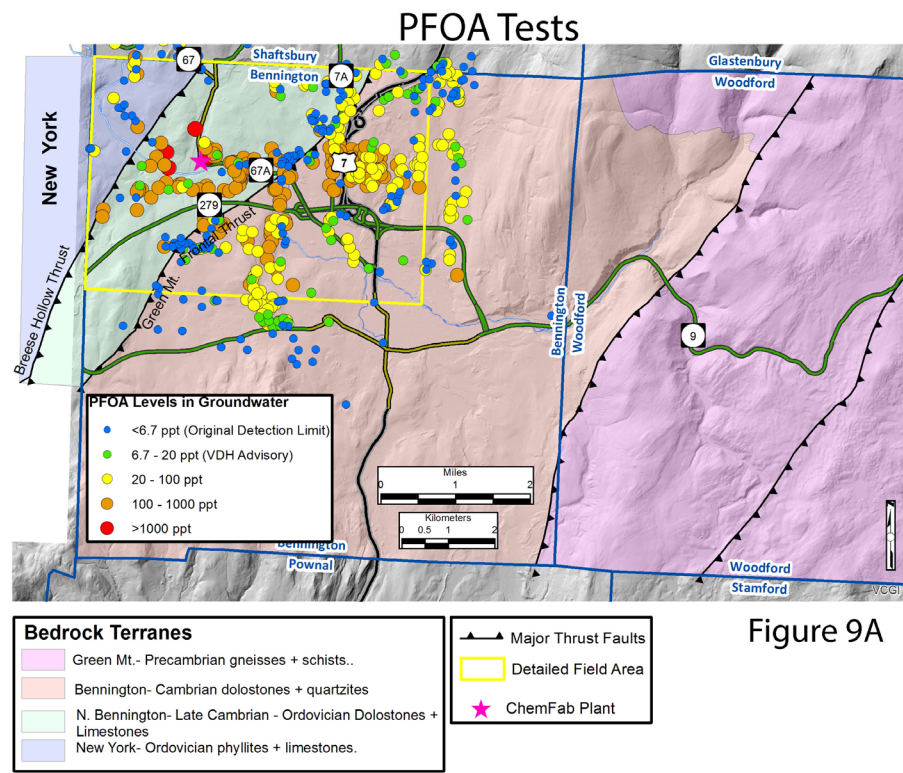 PFOA Tests
67
Shaftsbury
Bennington
7A
Glastenbury
Woodford
New York
67A
7
279
Breese Hollow Thrust
Green Mt. Frontal Thrust
Bennington
Woodford
9
PFOA Levels in Groundwater
<6.7 ppt (Original Detection Limit)
6.7 - 20 ppt (VDH Advisory)
20 - 100 ppt
100 - 1000 ppt
>1000 ppt
Miles
0 1 2
Kilometers
0 0.5 1 2
Bennington
Pownal
Woodford
Stamford
VCGI
Bedrock Terranes
Green Mt.- Precambrian gneisses + schists..
Bennington- Cambrian dolostones + quartzites
N. Bennington- Late Cambrian - Ordovician Dolostones +
Limestones
New York- Ordovician phyllites + limestones.
Major Thrust Faults
Detailed Field Area
ChemFab Plant
Figure 9A